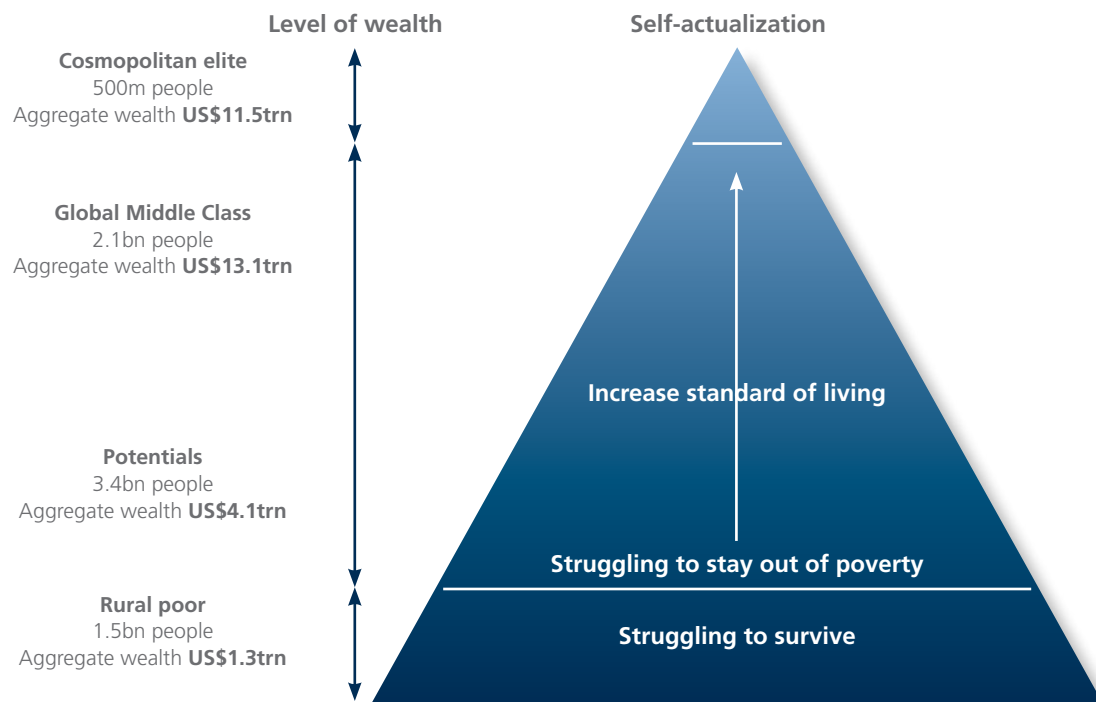 Level of wealth
Self-actualization
Cosmopolitan elite
500m people
Aggregate wealth US$11.5trn
Global Middle Class
2.1bn people
Aggregate wealth US$13.1trn
Increase standard of living
Potentials
3.4bn people
Aggregate wealth US$4.1trn
Struggling to stay out of poverty
Rural poor
1.5bn people
Aggregate wealth US$1.3trn
Struggling to survive